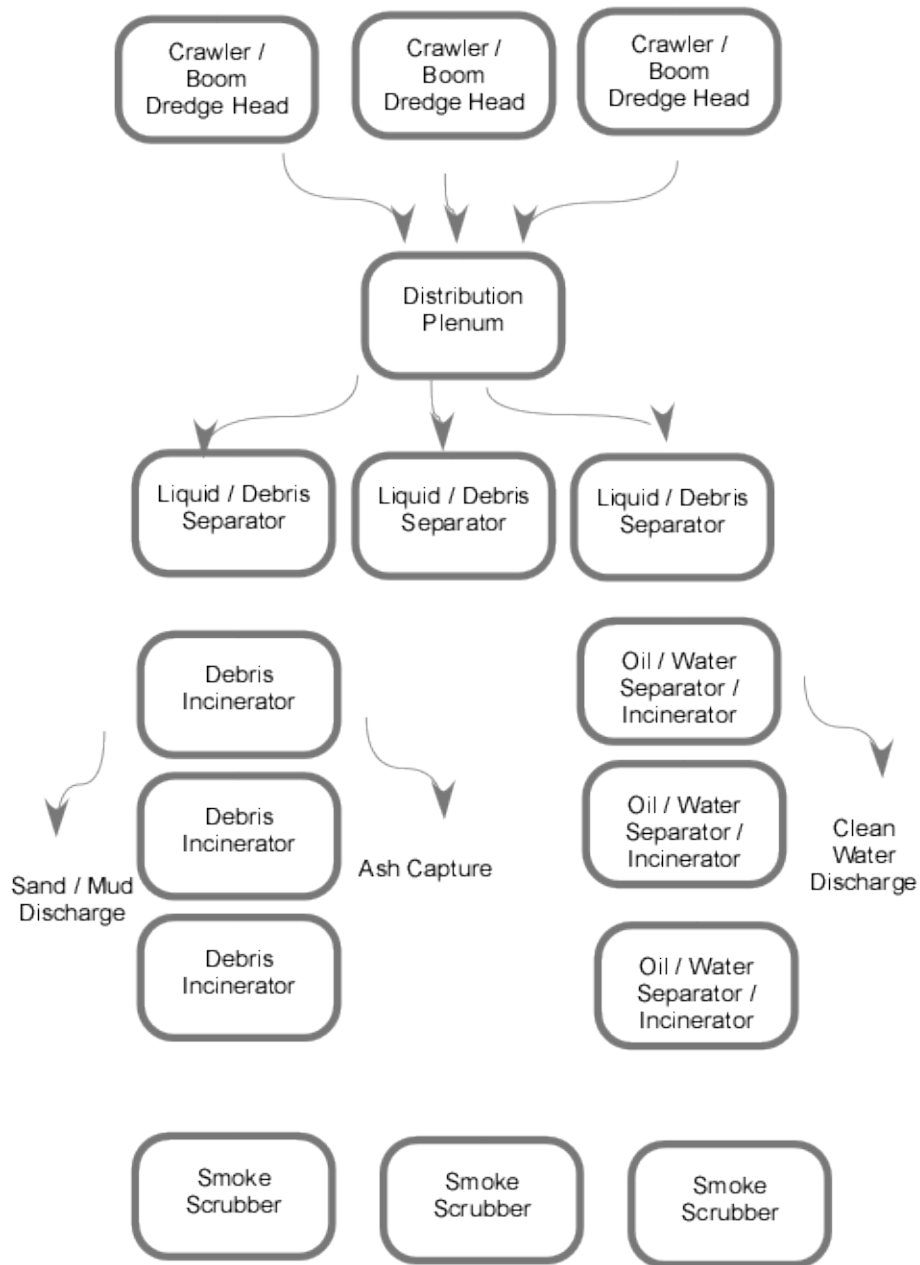 Crawler /
Boom
Dredge Head
Crawler /
Boom
Dredge Head
Crawler /
Boom
Dredge Head
Distribution
Plenum
Liquid / Debris
Separator
Liquid / Debris
Separator
Liquid / Debris
Separator
Debris
Incinerator
Oil / Water
Separator /
Incinerator
Debris
Incinerator
Oil / Water
Separator /
Incinerator
Sand / Mud
Discharge
Ash Capture
Clean
Water
Discharge
Debris
Incinerator
Oil / Water
Separator /
Incinerator
Smoke
Scrubber
Smoke
Scrubber
Smoke
Scrubber